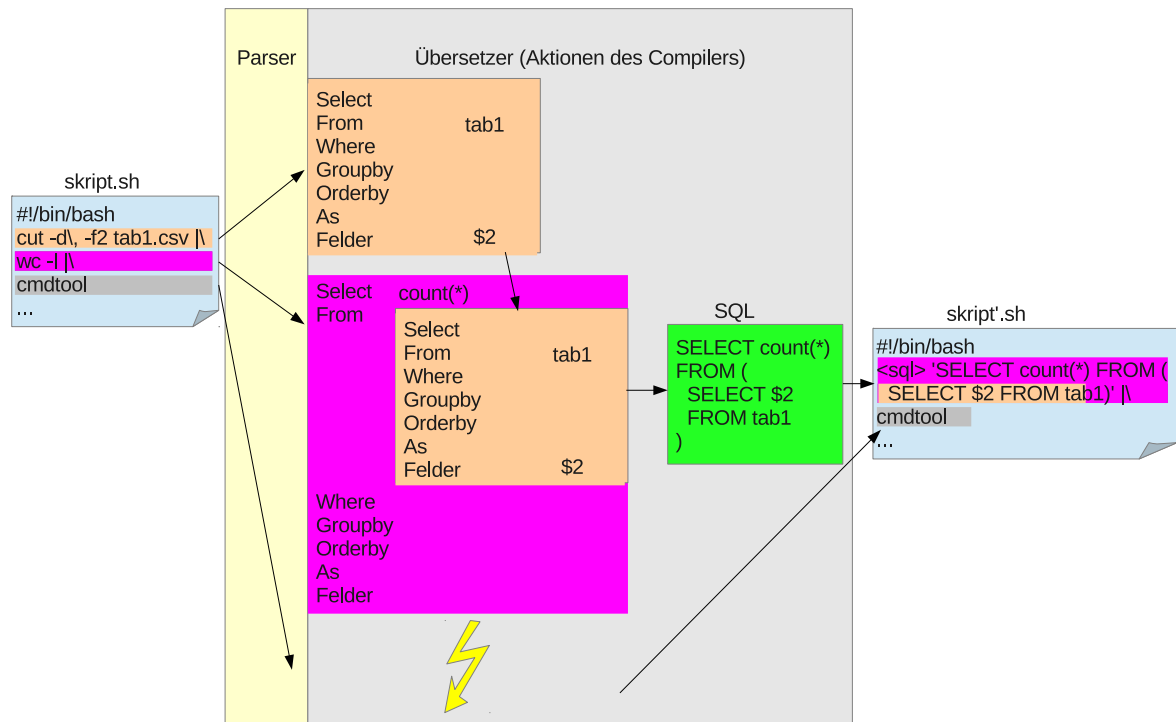 Parser
Übersetzer (Aktionen des Compilers)
skript.sh
#!/bin/bash
cut -d\, -f2 tab1.csv |\
wc -l |\
cmdtool
...
Select
From tab1
Where
Groupby
Orderby
As
Felder $2
Select count(*)
From
Select
From tab1
Where
Groupby
Orderby
As
Felder $2
Where
Groupby
Orderby
As
Felder
SQL
SELECT count(*)
FROM (
SELECT $2
FROM tab1
)
skript'.sh
#!/bin/bash
<sql> 'SELECT count(*) FROM (
SELECT $2 FROM tab1)' |\
cmdtool
...